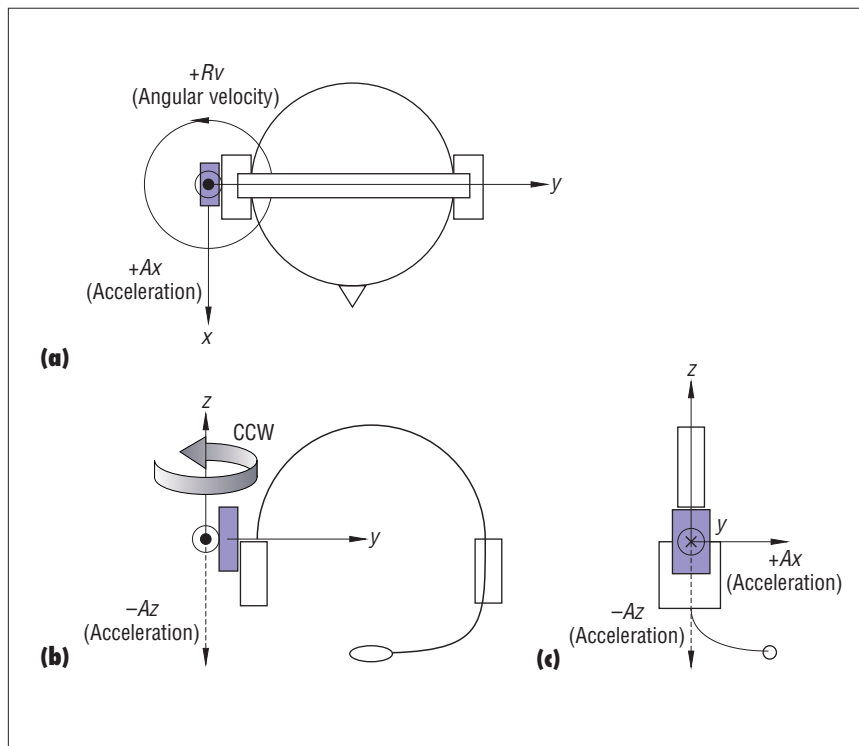 +Rv
(Angular velocity)
y
+Ax
(Acceleration)
x
(a)
z
CCW
y
–Az
(Acceleration)
(b)
z
y
+Ax
(Acceleration)
–Az
(Acceleration)
(c)